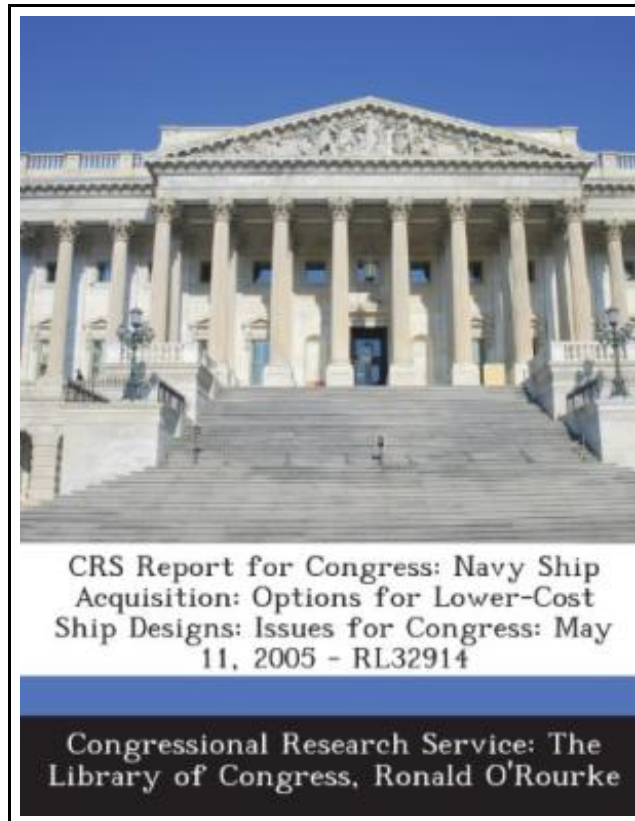 CRS Report for Congress: Navy Ship
Acquisition: Options for Lower-Cost
Ship Designs: Issues for Congress: May
11, 2005 - RL32914
Congressional Research Service: The
Library of Congress, Ronald O'Rourke